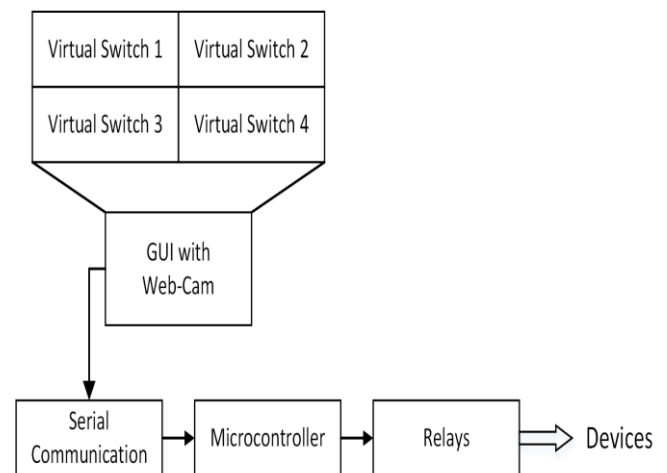 Virtual Switch 1
Virtual Switch 2
Virtual Switch 3
Virtual Switch 4
GUI with
Web-Cam
Serial
Communication
Microcontroller
Relays
Devices